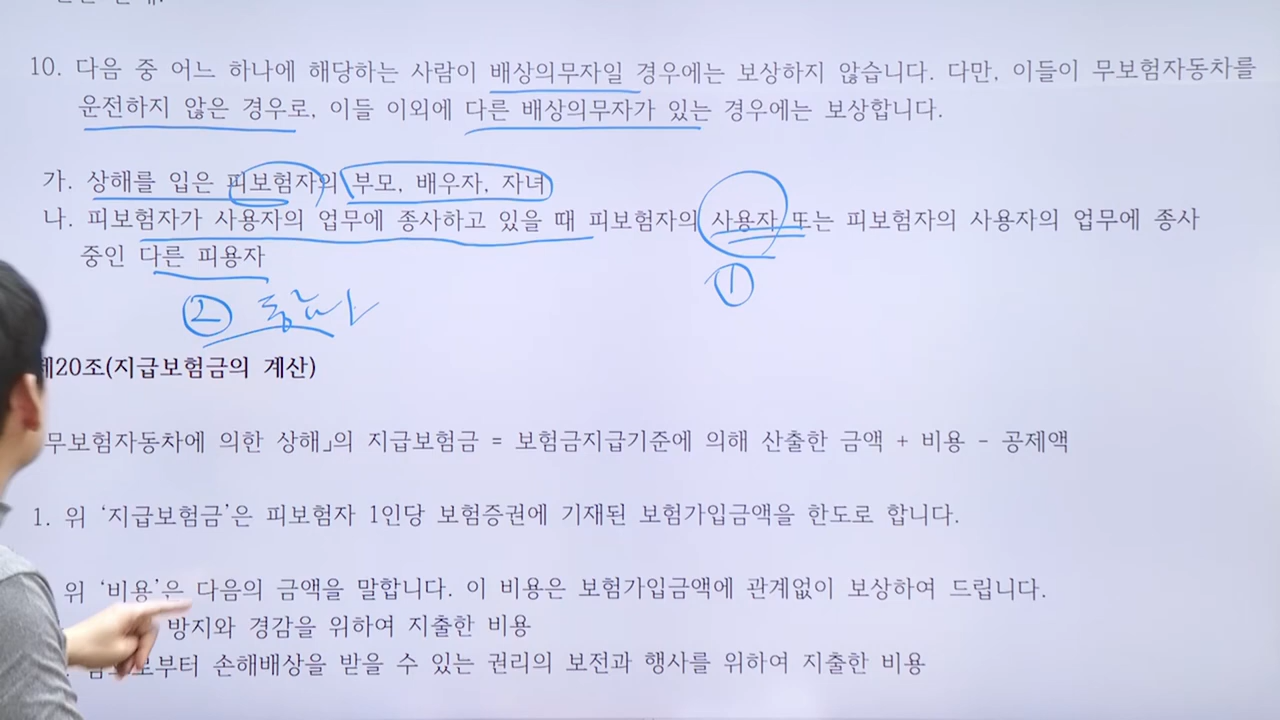 10. 다음 중 어느 하나에 해당하는 사람이 배상의무자일 경우에는 보상하지 않습니다. 다만, 이들이 무보험자동차를
운전하지 않은 경우로, 이들 이외에 다른 배상의무자가 있는 경우에는 보상합니다.
가. 상해를 입은 피보험자의 부모, 배우자, 자녀
나. 피보험자가 사용자의 업무에 종사하고 있을 때 피보험자의 사용자 또는 피보험자의 사용자의 업무에 종사
중인 다른 피용자
①
②
제20조(지급보험금의 계산)
무보험자동차에 의한 상해」의 지급보험금 = 보험금지급기준에 의해 산출한 금액 + 비용 - 공제액
1. 위 ‘지급보험금’은 피보험자 1인당 보험증권에 기재된 보험가입금액을 한도로 합니다.
위 ‘비용’은 다음의 금액을 말합니다. 이 비용은 보험가입금액에 관계없이 보상하여 드립니다.
방지와 경감을 위하여 지출한 비용
손해배상을 받을 수 있는 권리의 보전과 행사를 위하여 지출한 비용